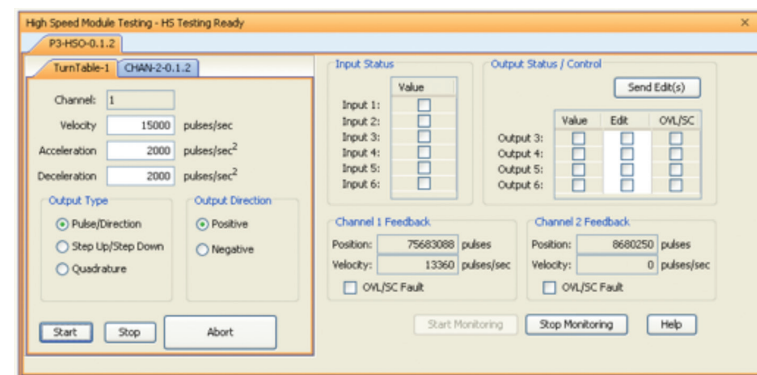 High Speed Module Testing - HS Testing Ready
P3-HSO-0.1.2
TurnTable-1 CHAN-2-0.1.2
Channel: 1
Velocity 15000 pulses/sec
Acceleration 2000 pulses/sec²
Deceleration 2000 pulses/sec²
Output Type
Pulse/Direction
Step Up/Step Down
Quadrature
Output Direction
Positive
Negative
Start Stop Abort
Input Status
Value
Input 1:
Input 2:
Input 3:
Input 4:
Input 5:
Input 6:
Output Status / Control
Send Edit(s)
Value Edit OVL/SC
Output 3:
Output 4:
Output 5:
Output 6:
Channel 1 Feedback
Position: 75683088 pulses
Velocity: 13360 pulses/sec
OVL/SC Fault
Channel 2 Feedback
Position: 8680250 pulses
Velocity: 0 pulses/sec
OVL/SC Fault
Start Monitoring Stop Monitoring Help